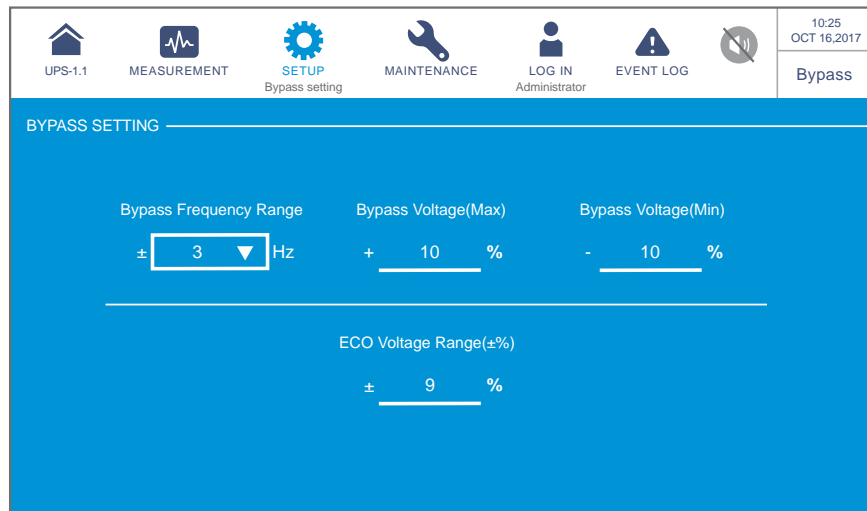 10:25
OCT 16,2017
UPS-1.1
MEASUREMENT
SETUP
Bypass setting
MAINTENANCE
LOG IN
Administrator
EVENT LOG
Bypass
BYPASS SETTING
Bypass Frequency Range
Bypass Voltage(Max)
Bypass Voltage(Min)
± 3 Hz
+ 10 %
- 10 %
ECO Voltage Range(±%)
± 9 %